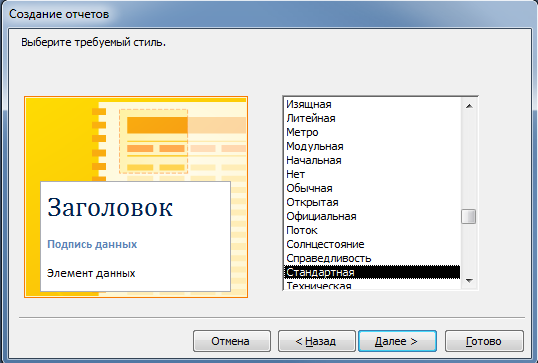 Создание отчетов
Выберите требуемый стиль.
Заголовок
Подпись данных
Элемент данных
Изящная
Литейная
Метро
Модульная
Начальная
Нет
Обычная
Открытая
Официальная
Поток
Солнцестояние
Справедливость
Стандартная
Техническая
Отмена
< Назад
Далее >
Готово